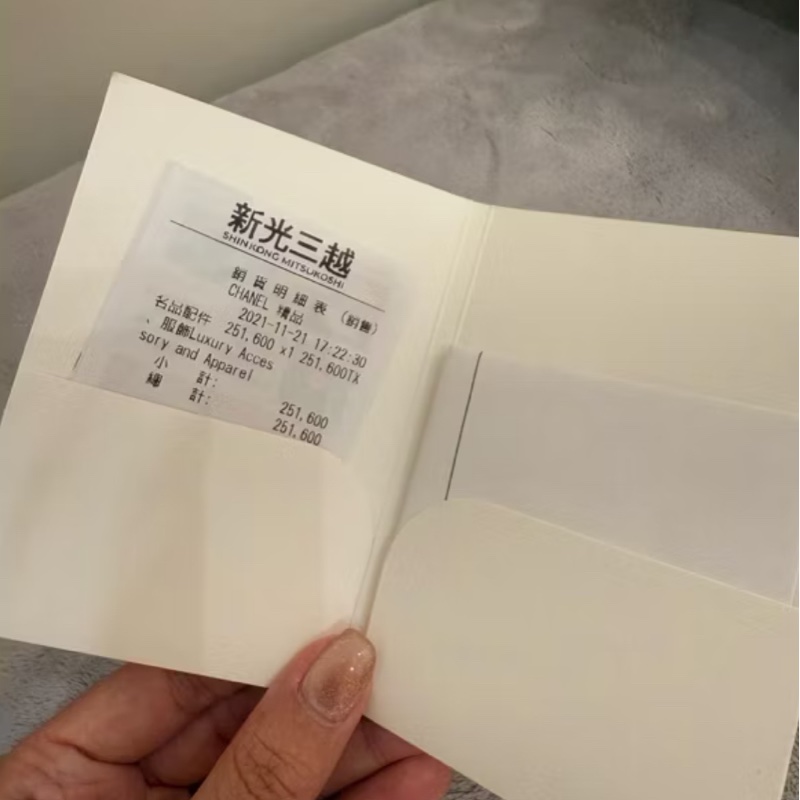 新光三越
SHIN KONG MITSUKOSHI
銷貨明細表 (銷售)
CHANEL 精品
2021-11-21 17:22:30
名品配件 251,600 x1 251,600TX
、服飾Luxury Acces
sory and Apparel
小 計: 251,600
總 計: 251,600